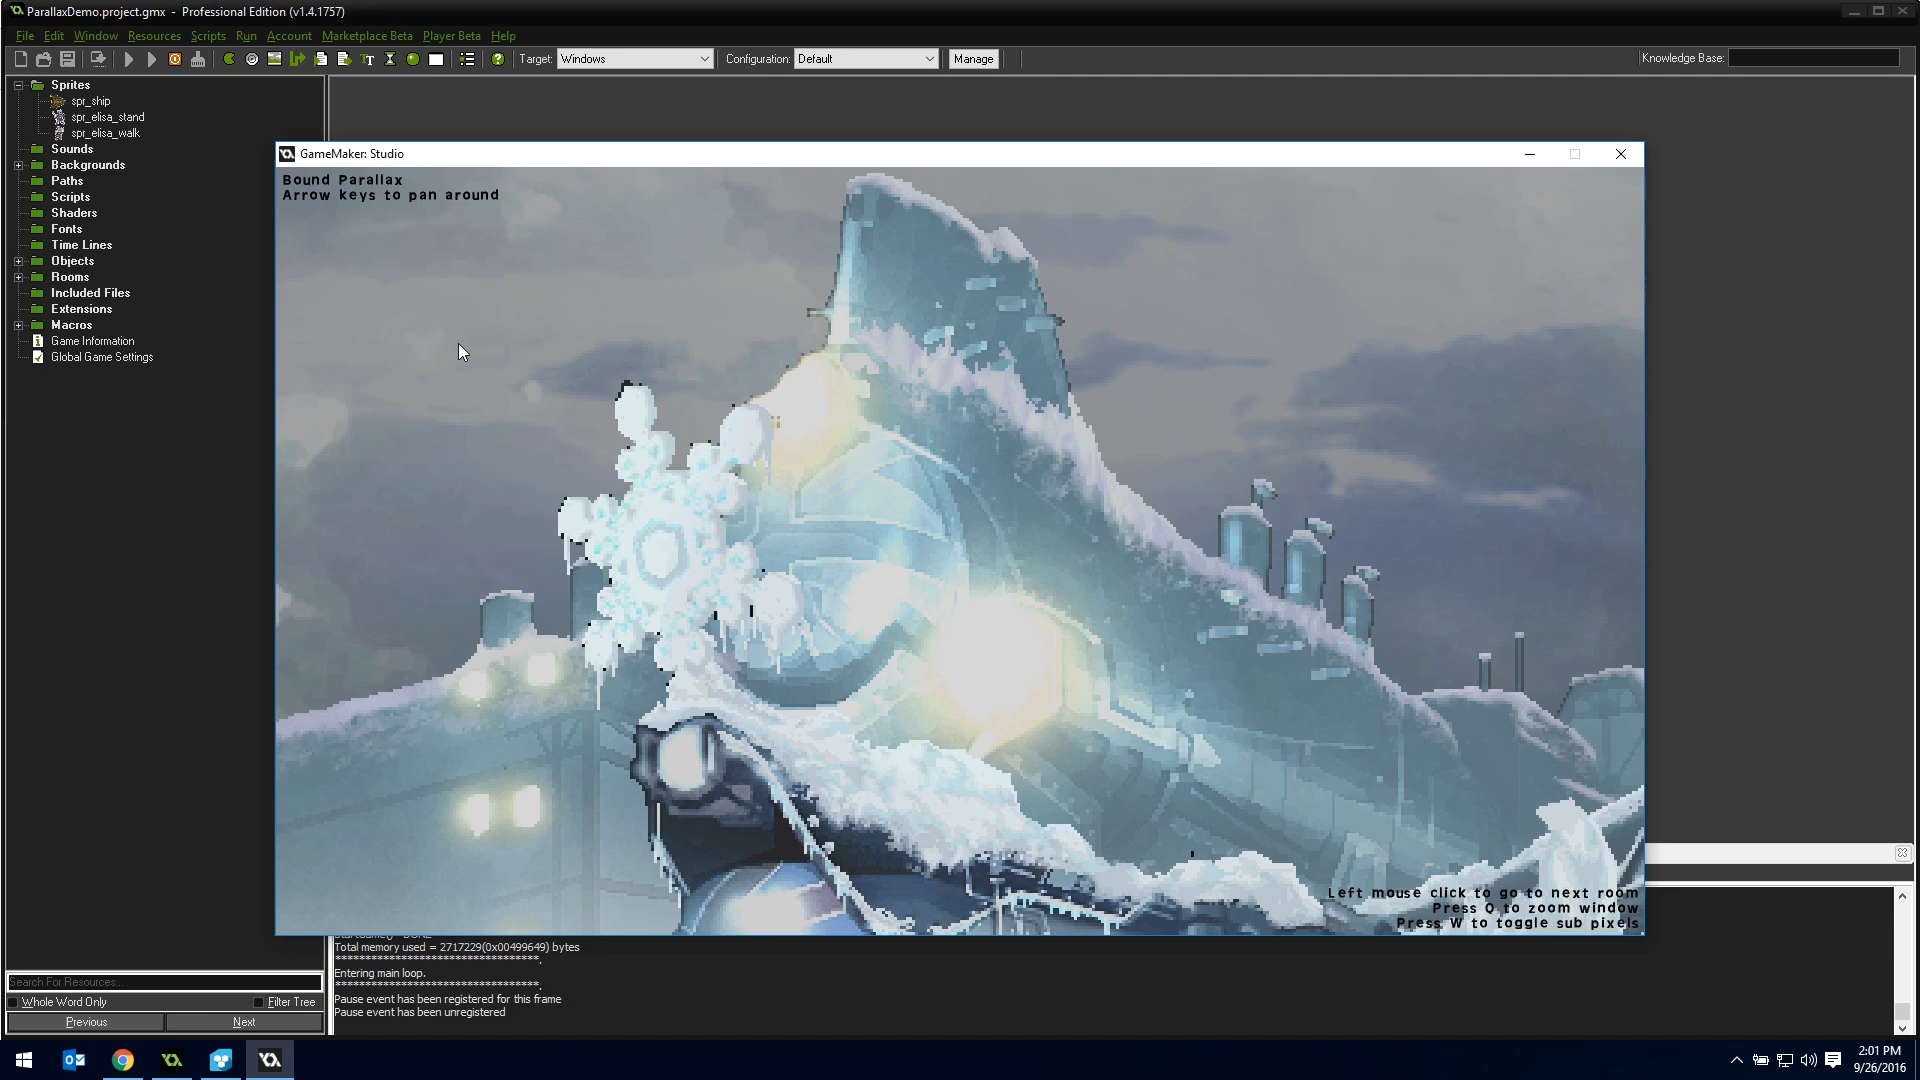 ParallaxDemo.project.gmx - Professional Edition (v1.4.1757)
File Edit Window Resources Scripts Run Account Marketplace Beta Player Beta Help
Target: Windows Configuration: Default Manage Knowledge Base:
Sprites
spr_ship
spr_elisa_stand
spr_elisa_walk
Sounds
Backgrounds
Paths
Scripts
Shaders
Fonts
Time Lines
Objects
Rooms
Included Files
Extensions
Macros
Game Information
Global Game Settings
GameMaker: Studio
Bound Parallax
Arrow keys to pan around
Left mouse click to go to next room
Press Q to zoom window
Press W to toggle sub pixels
Total memory used = 2717229(0x00499649) bytes
**********************************.
Entering main loop.
**********************************.
Pause event has been registered for this frame
Pause event has been unregistered
Search For Resources...
Whole Word Only Filter Tree
Previous Next
2:01 PM
9/26/2016